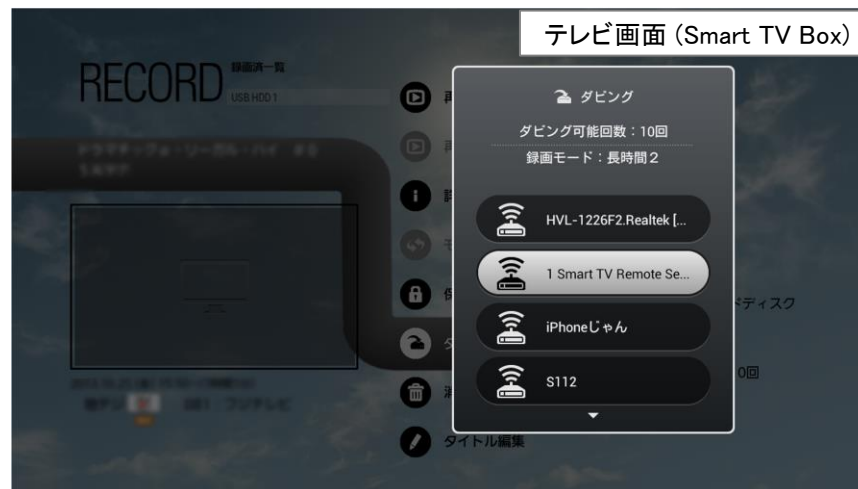 テレビ画面 (Smart TV Box)
RECORD 録画済一覧
USB HDD 1
ダビング
ダビング可能回数：10回
録画モード：長時間２
HVL-1226F2.Realtek [...
1 Smart TV Remote Se...
iPhoneじゃん
S112
ドディスク
0回
タイトル編集